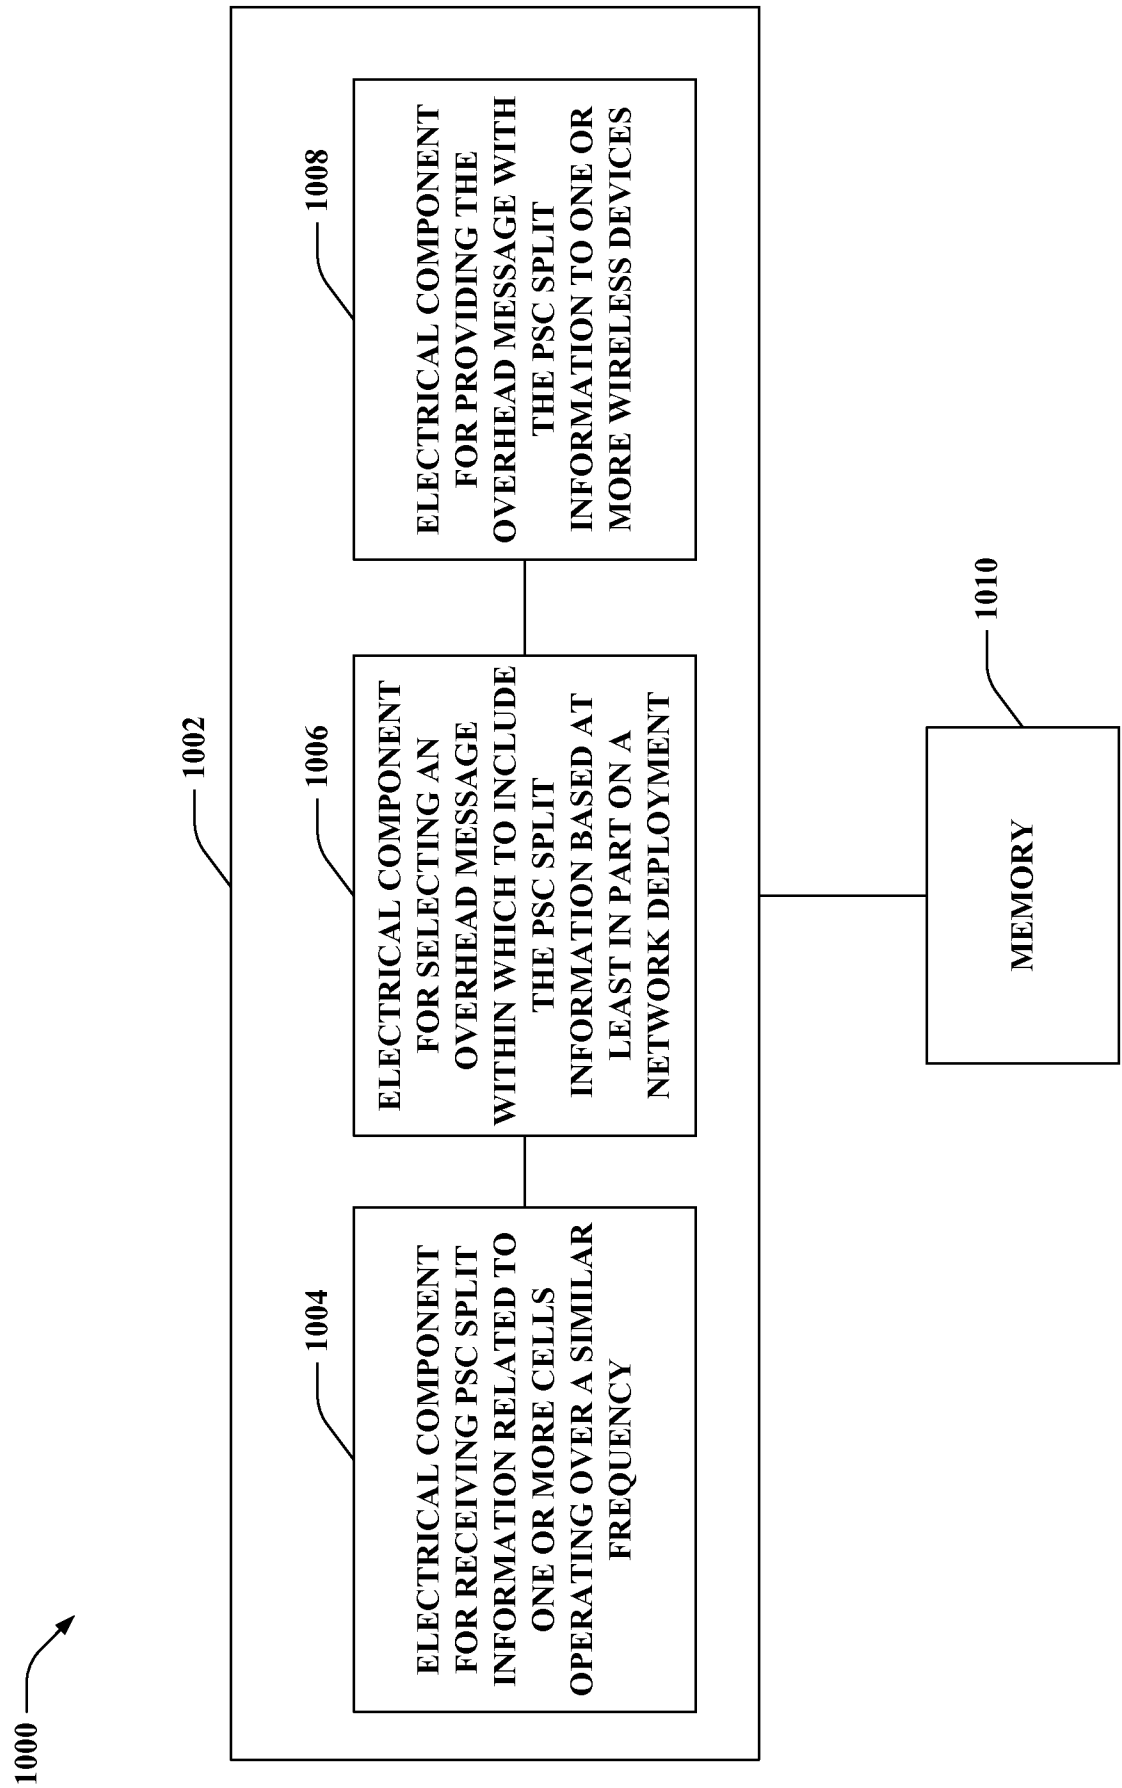 1000
1002
1004
ELECTRICAL COMPONENT
FOR RECEIVING PSC SPLIT
INFORMATION RELATED TO
ONE OR MORE CELLS
OPERATING OVER A SIMILAR
FREQUENCY
1006
ELECTRICAL COMPONENT
FOR SELECTING AN
OVERHEAD MESSAGE
WITHIN WHICH TO INCLUDE
THE PSC SPLIT
INFORMATION BASED AT
LEAST IN PART ON A
NETWORK DEPLOYMENT
1008
ELECTRICAL COMPONENT
FOR PROVIDING THE
OVERHEAD MESSAGE WITH
THE PSC SPLIT
INFORMATION TO ONE OR
MORE WIRELESS DEVICES
1010
MEMORY